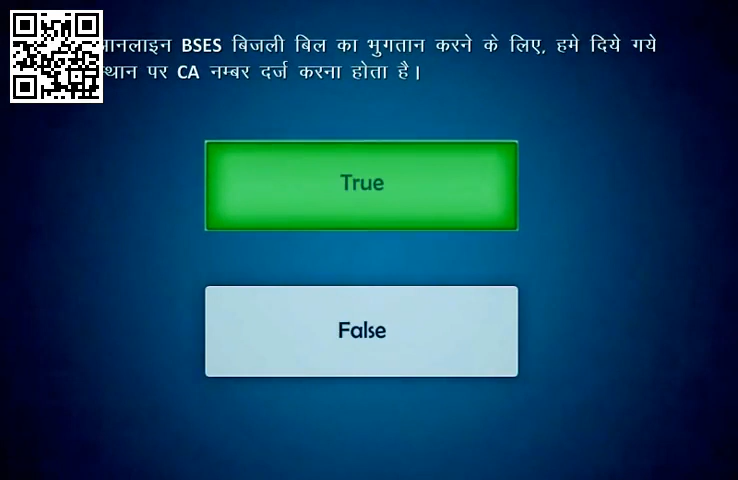 BSES बिजली बिल का भुगतान करने के लिए, हमे दिये गये
पर CA नम्बर दर्ज करना होता है।
True
False